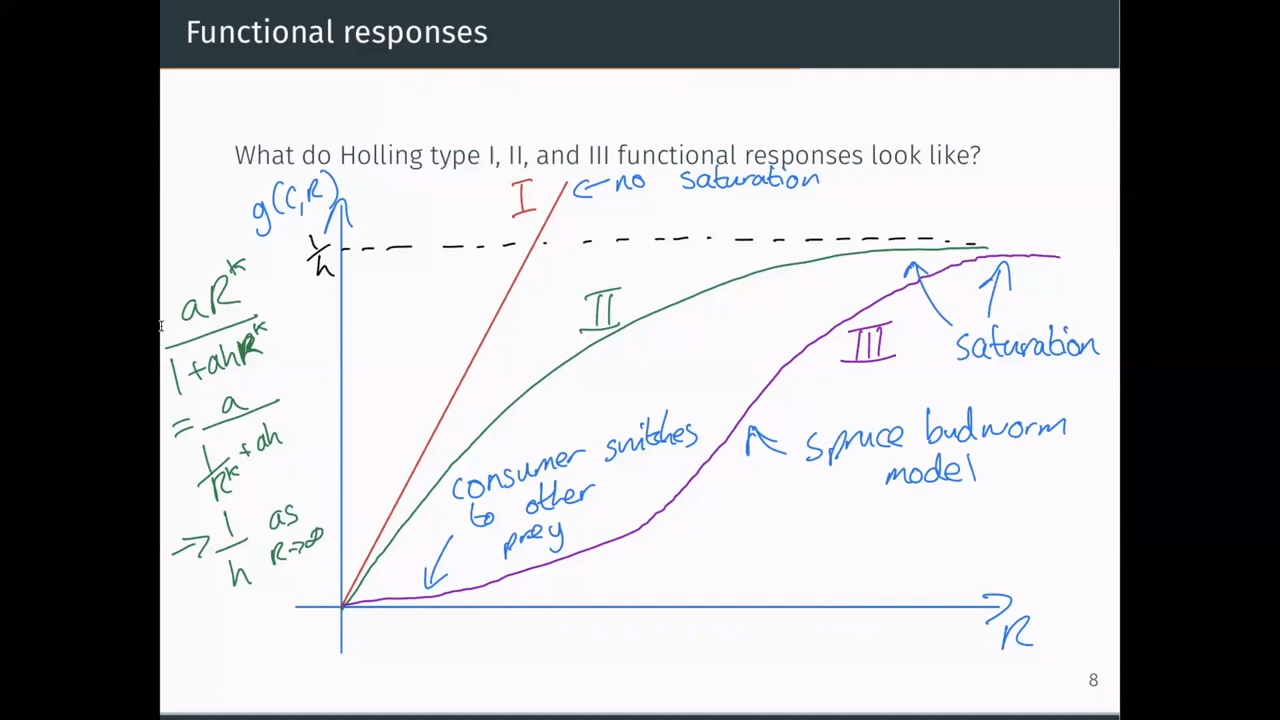 Functional responses
What do Holling type I, II, and III functional responses look like?
g(C,R)
I
← no saturation
1/h
aR^k
1+ahR^k
= a
1/R^k + ah
→ 1/h as R→∞
II
III
saturation
consumer switches
to other
prey
spruce budworm
model
R
8